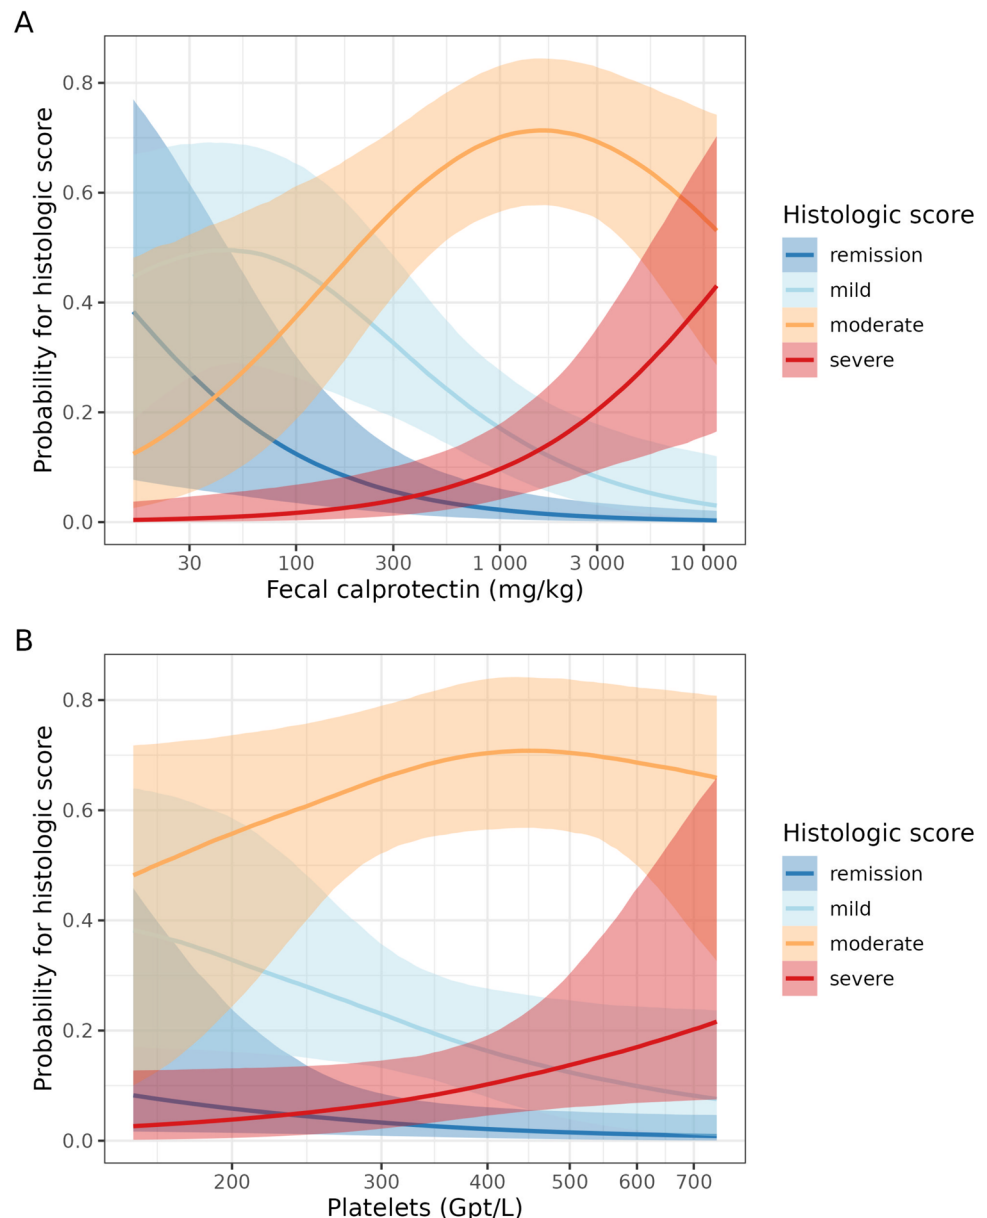 A
Probability for histologic score
0.8
0.6
0.4
0.2
0.0
30 100 300 1 000 3 000 10 000
Fecal calprotectin (mg/kg)
Histologic score
remission
mild
moderate
severe
B
Probability for histologic score
0.8
0.6
0.4
0.2
0.0
200 300 400 500 600 700
Platelets (Gpt/L)
Histologic score
remission
mild
moderate
severe